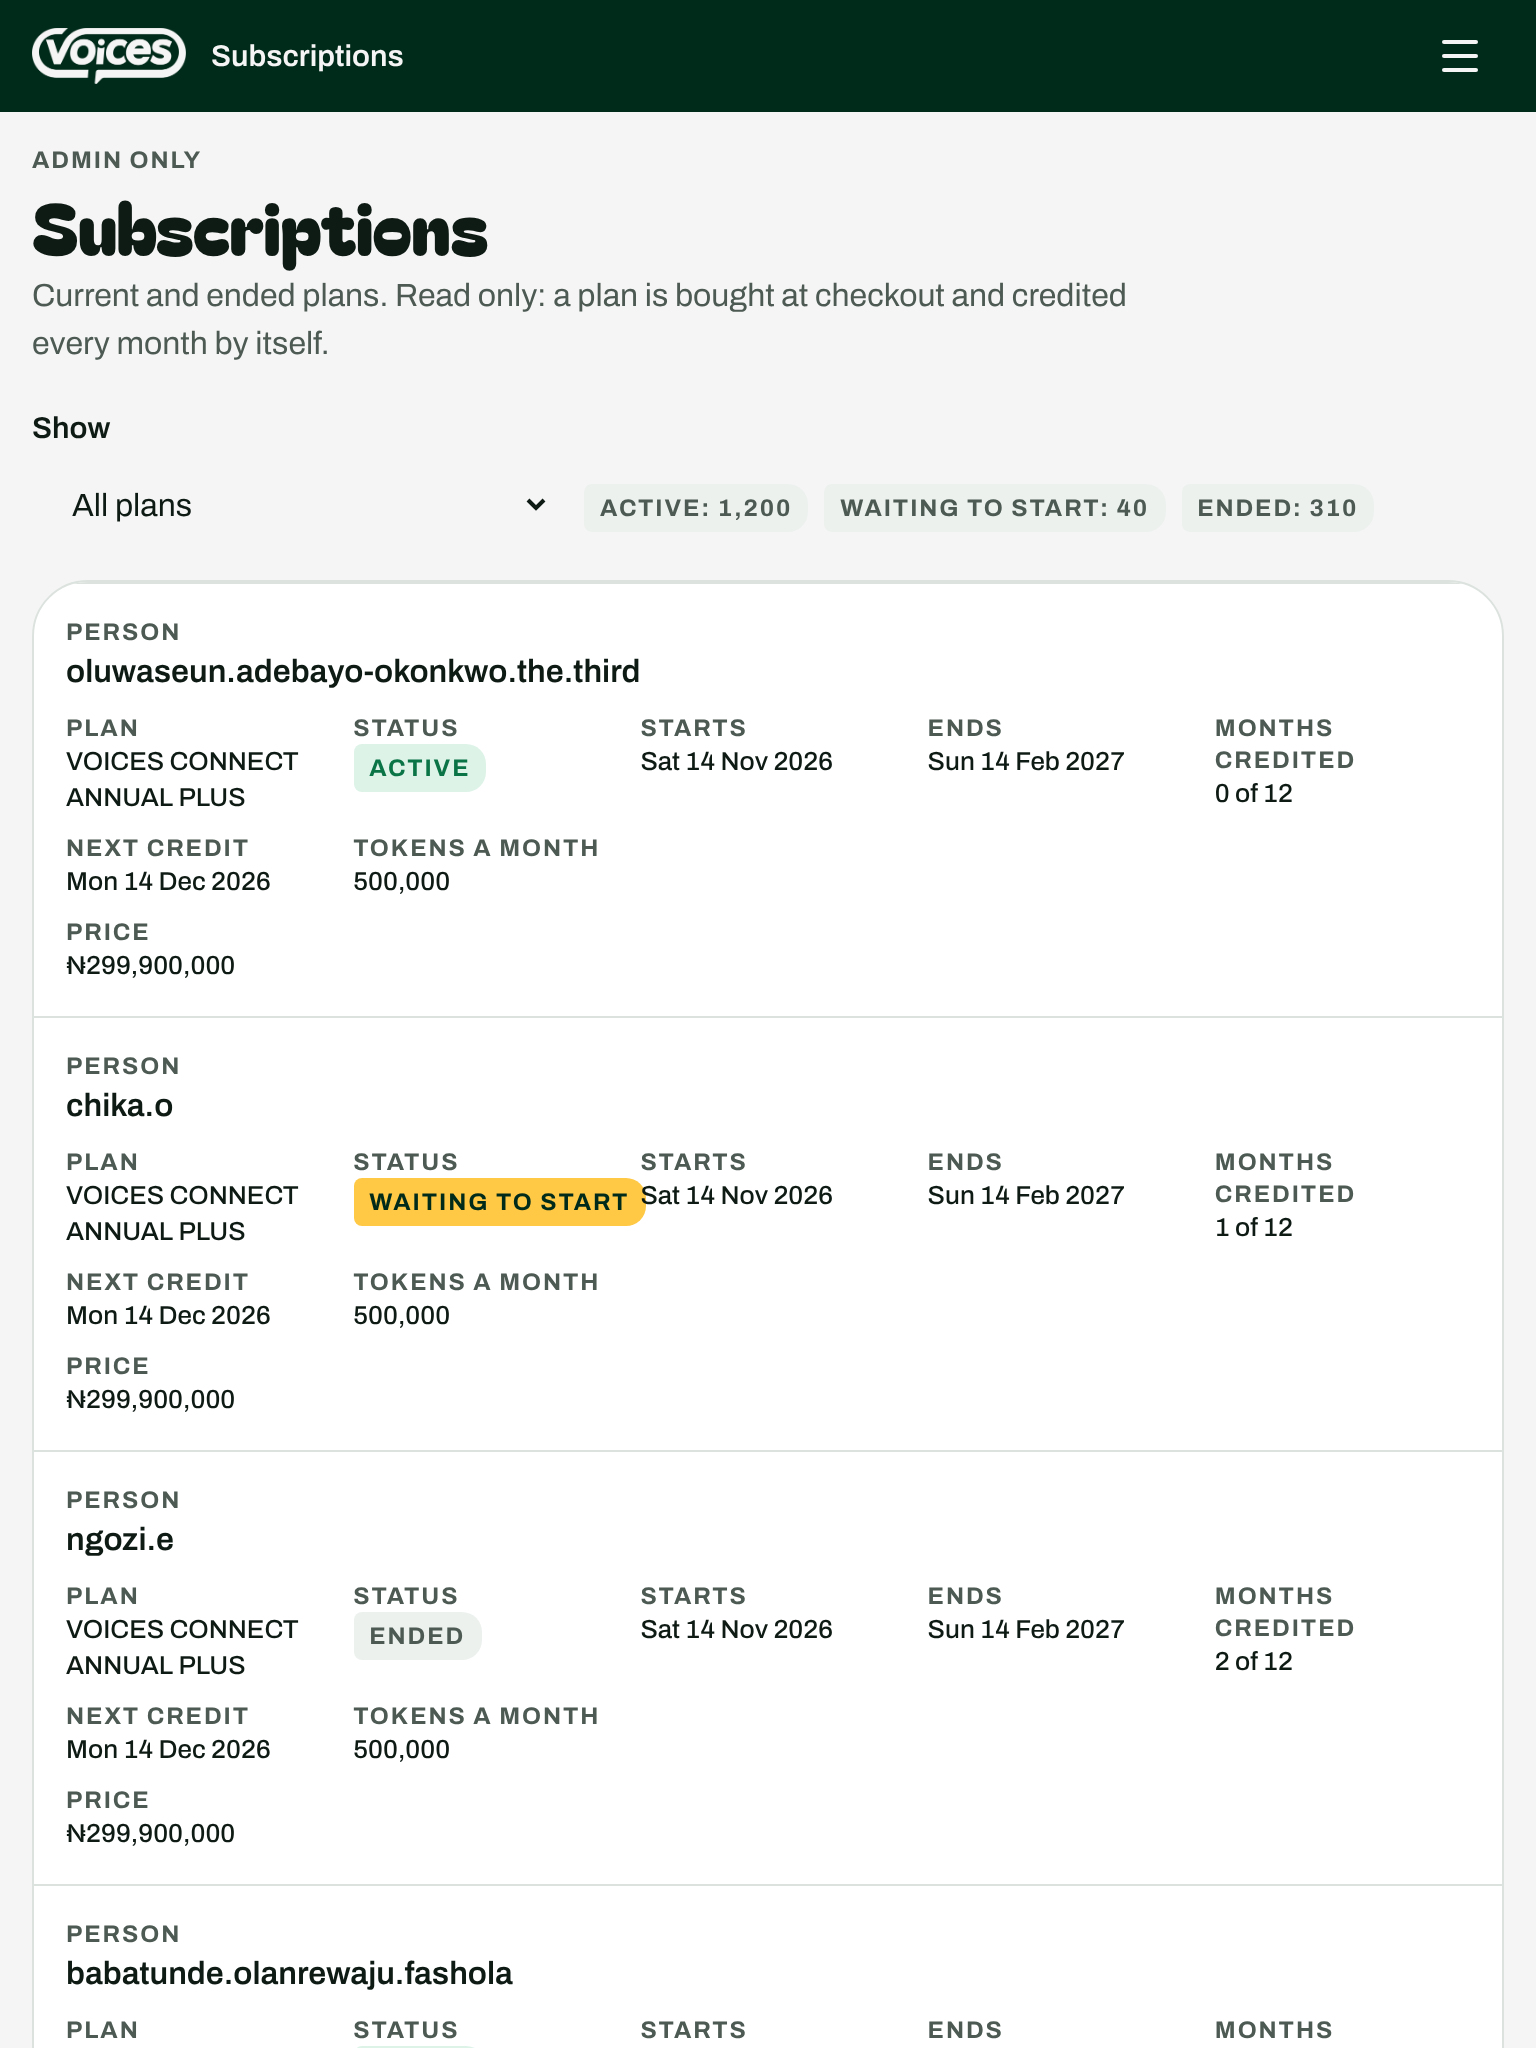 voices Subscriptions
ADMIN ONLY
Subscriptions
Current and ended plans. Read only: a plan is bought at checkout and credited
every month by itself.
Show
All plans
ACTIVE: 1,200
WAITING TO START: 40
ENDED: 310
PERSON
oluwaseun.adebayo-okonkwo.the.third
PLAN
VOICES CONNECT
ANNUAL PLUS
STATUS
ACTIVE
STARTS
Sat 14 Nov 2026
ENDS
Sun 14 Feb 2027
MONTHS
CREDITED
0 of 12
NEXT CREDIT
Mon 14 Dec 2026
TOKENS A MONTH
500,000
PRICE
₦299,900,000
PERSON
chika.o
PLAN
VOICES CONNECT
ANNUAL PLUS
STATUS
WAITING TO START
STARTS
Sat 14 Nov 2026
ENDS
Sun 14 Feb 2027
MONTHS
CREDITED
1 of 12
NEXT CREDIT
Mon 14 Dec 2026
TOKENS A MONTH
500,000
PRICE
₦299,900,000
PERSON
ngozi.e
PLAN
VOICES CONNECT
ANNUAL PLUS
STATUS
ENDED
STARTS
Sat 14 Nov 2026
ENDS
Sun 14 Feb 2027
MONTHS
CREDITED
2 of 12
NEXT CREDIT
Mon 14 Dec 2026
TOKENS A MONTH
500,000
PRICE
₦299,900,000
PERSON
babatunde.olanrewaju.fashola
PLAN
STATUS
STARTS
ENDS
MONTHS